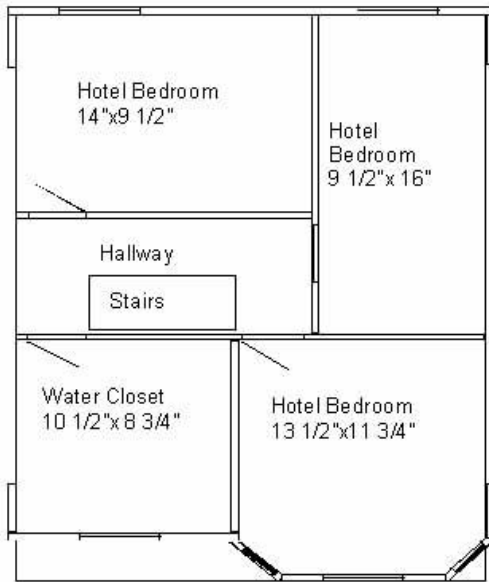 Hotel Bedroom
14"x9 1/2"
Hotel
Bedroom
9 1/2"x 16"
Hallway
Stairs
Water Closet
10 1/2"x 8 3/4"
Hotel Bedroom
13 1/2"x11 3/4"